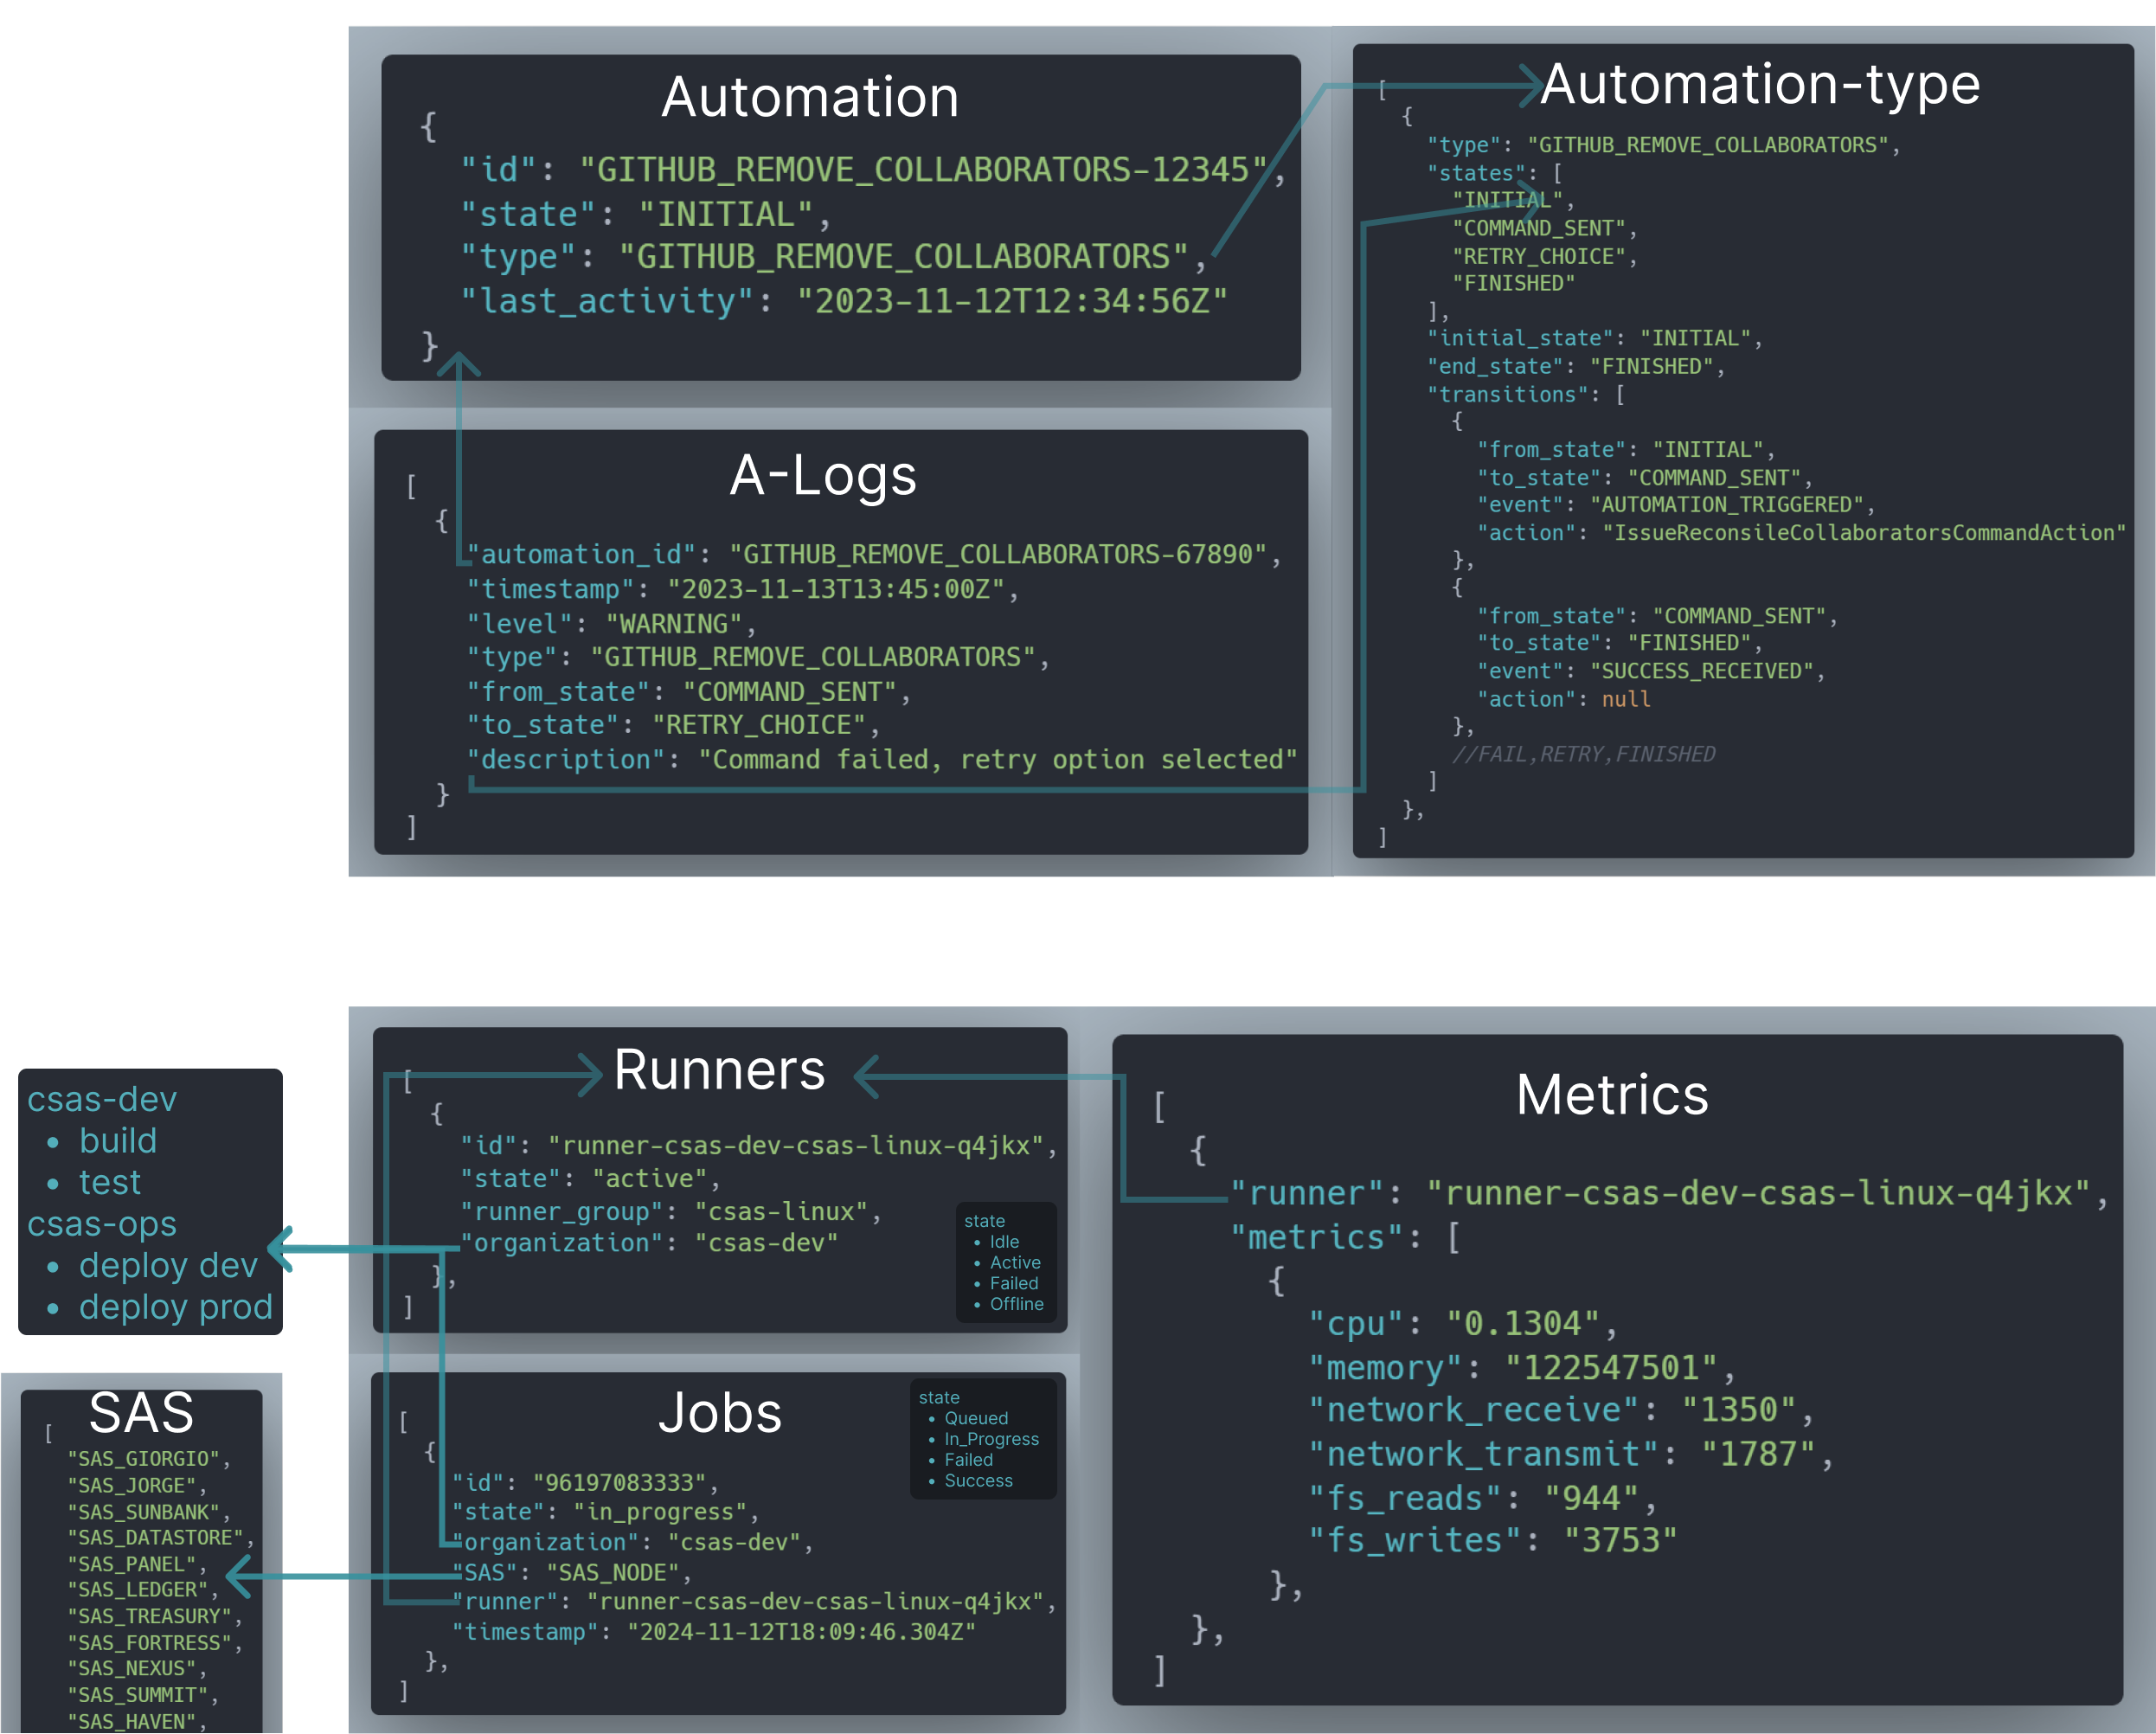 Automation
{
"id": "GITHUB_REMOVE_COLLABORATORS-12345",
"state": "INITIAL",
"type": "GITHUB_REMOVE_COLLABORATORS",
"last_activity": "2023-11-12T12:34:56Z"
}
A-Logs
[
{
"automation_id": "GITHUB_REMOVE_COLLABORATORS-67890",
"timestamp": "2023-11-13T13:45:00Z",
"level": "WARNING",
"type": "GITHUB_REMOVE_COLLABORATORS",
"from_state": "COMMAND_SENT",
"to_state": "RETRY_CHOICE",
"description": "Command failed, retry option selected"
}
]
Automation-type
[
{
"type": "GITHUB_REMOVE_COLLABORATORS",
"states": [
"INITIAL",
"COMMAND_SENT",
"RETRY_CHOICE",
"FINISHED"
],
"initial_state": "INITIAL",
"end_state": "FINISHED",
"transitions": [
{
"from_state": "INITIAL",
"to_state": "COMMAND_SENT",
"event": "AUTOMATION_TRIGGERED",
"action": "IssueReconsileCollaboratorsCommandAction"
},
{
"from_state": "COMMAND_SENT",
"to_state": "FINISHED",
"event": "SUCCESS_RECEIVED",
"action": null
},
//FAIL,RETRY,FINISHED
]
},
]
csas-dev
• build
• test
csas-ops
• deploy dev
• deploy prod
SAS
[
"SAS_GIORGIO",
"SAS_JORGE",
"SAS_SUNBANK",
"SAS_DATASTORE",
"SAS_PANEL",
"SAS_LEDGER",
"SAS_TREASURY",
"SAS_FORTRESS",
"SAS_NEXUS",
"SAS_SUMMIT",
"SAS_HAVEN",
Runners
[
{
"id": "runner-csas-dev-csas-linux-q4jkx",
"state": "active",
"runner_group": "csas-linux",
"organization": "csas-dev"
},
]
state
• Idle
• Active
• Failed
• Offline
Jobs
[
{
"id": "96197083333",
"state": "in_progress",
"organization": "csas-dev",
"SAS": "SAS_NODE",
"runner": "runner-csas-dev-csas-linux-q4jkx",
"timestamp": "2024-11-12T18:09:46.304Z"
},
]
state
• Queued
• In_Progress
• Failed
• Success
Metrics
[
{
"runner": "runner-csas-dev-csas-linux-q4jkx",
"metrics": [
{
"cpu": "0.1304",
"memory": "122547501",
"network_receive": "1350",
"network_transmit": "1787",
"fs_reads": "944",
"fs_writes": "3753"
},
},
]